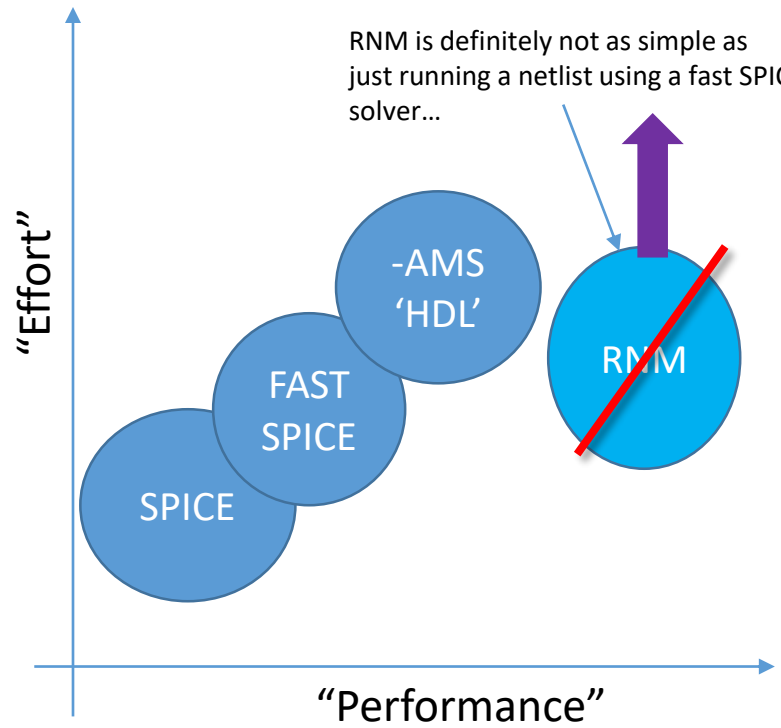 RNM is definitely not as simple as
just running a netlist using a fast SPIC
solver…
"Effort"
-AMS
'HDL'
RNM
FAST
SPICE
SPICE
"Performance"